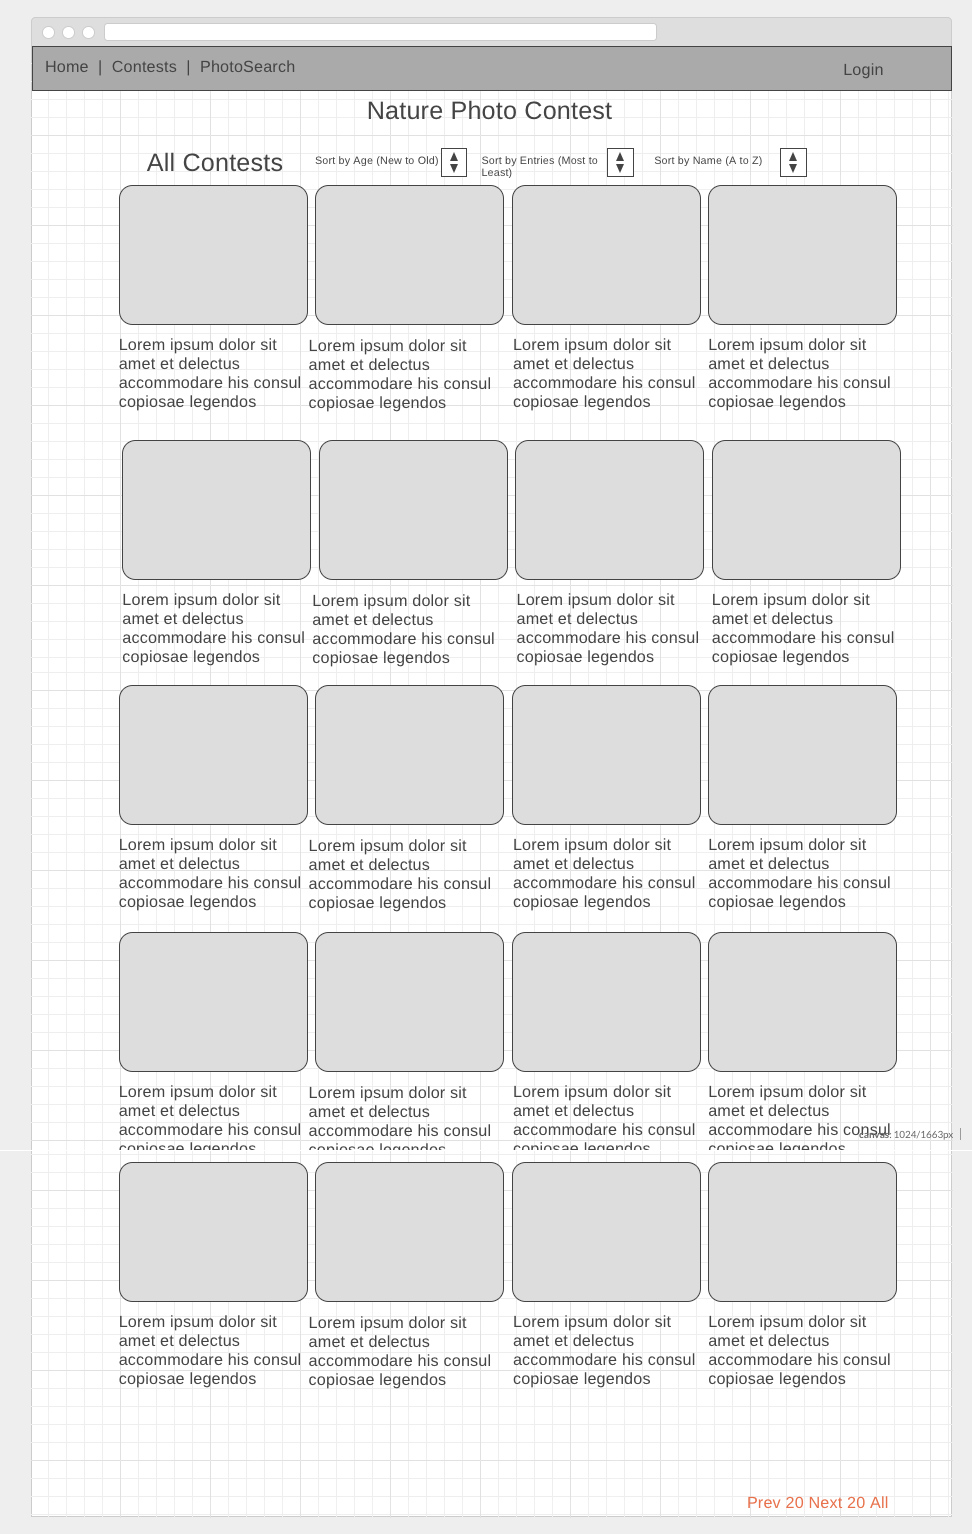 Home | Contests | PhotoSearch Login
Nature Photo Contest
All Contests
Sort by Age (New to Old)
Sort by Entries (Most to
Least)
Sort by Name (A to Z)
Lorem ipsum dolor sit
amet et delectus
accommodare his consul
copiosae legendos
Lorem ipsum dolor sit
amet et delectus
accommodare his consul
copiosae legendos
Lorem ipsum dolor sit
amet et delectus
accommodare his consul
copiosae legendos
Lorem ipsum dolor sit
amet et delectus
accommodare his consul
copiosae legendos
Lorem ipsum dolor sit
amet et delectus
accommodare his consul
copiosae legendos
Lorem ipsum dolor sit
amet et delectus
accommodare his consul
copiosae legendos
Lorem ipsum dolor sit
amet et delectus
accommodare his consul
copiosae legendos
Lorem ipsum dolor sit
amet et delectus
accommodare his consul
copiosae legendos
Lorem ipsum dolor sit
amet et delectus
accommodare his consul
copiosae legendos
Lorem ipsum dolor sit
amet et delectus
accommodare his consul
copiosae legendos
Lorem ipsum dolor sit
amet et delectus
accommodare his consul
copiosae legendos
Lorem ipsum dolor sit
amet et delectus
accommodare his consul
copiosae legendos
Lorem ipsum dolor sit
amet et delectus
accommodare his consul
copiosae legendos
Lorem ipsum dolor sit
amet et delectus
accommodare his consul
copiosae legendos
Lorem ipsum dolor sit
amet et delectus
accommodare his consul
copiosae legendos
Lorem ipsum dolor sit
amet et delectus
accommodare his consul
copiosae legendos
canvas: 1024/1663px
Lorem ipsum dolor sit
amet et delectus
accommodare his consul
copiosae legendos
Lorem ipsum dolor sit
amet et delectus
accommodare his consul
copiosae legendos
Lorem ipsum dolor sit
amet et delectus
accommodare his consul
copiosae legendos
Lorem ipsum dolor sit
amet et delectus
accommodare his consul
copiosae legendos
Prev 20 Next 20 All